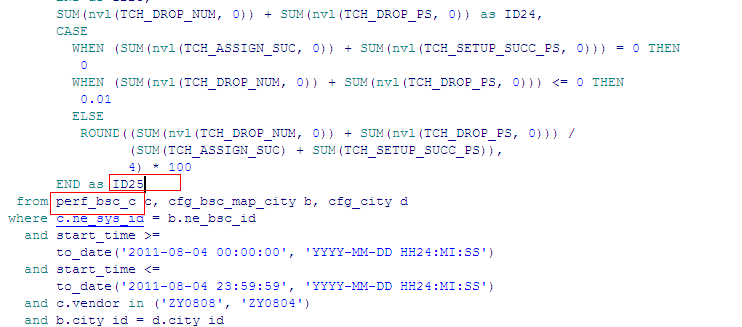 SUM(nvl(TCH_DROP_NUM, 0)) + SUM(nvl(TCH_DROP_PS, 0)) as ID24,
CASE
WHEN (SUM(nvl(TCH_ASSIGN_SUC, 0)) + SUM(nvl(TCH_SETUP_SUCC_PS, 0))) = 0 THEN
0
WHEN (SUM(nvl(TCH_DROP_NUM, 0)) + SUM(nvl(TCH_DROP_PS, 0))) <= 0 THEN
0.01
ELSE
ROUND((SUM(nvl(TCH_DROP_NUM, 0)) + SUM(nvl(TCH_DROP_PS, 0))) /
(SUM(TCH_ASSIGN_SUC) + SUM(TCH_SETUP_SUCC_PS)),
4) * 100
END as ID25
from perf_bsc_c c, cfg_bsc_map_city b, cfg_city d
where c.ne_sys_id = b.ne_bsc_id
and start_time >=
to_date('2011-08-04 00:00:00', 'YYYY-MM-DD HH24:MI:SS')
and start_time <=
to_date('2011-08-04 23:59:59', 'YYYY-MM-DD HH24:MI:SS')
and c.vendor in ('ZY0808', 'ZY0804')
and b.city_id = d.city_id